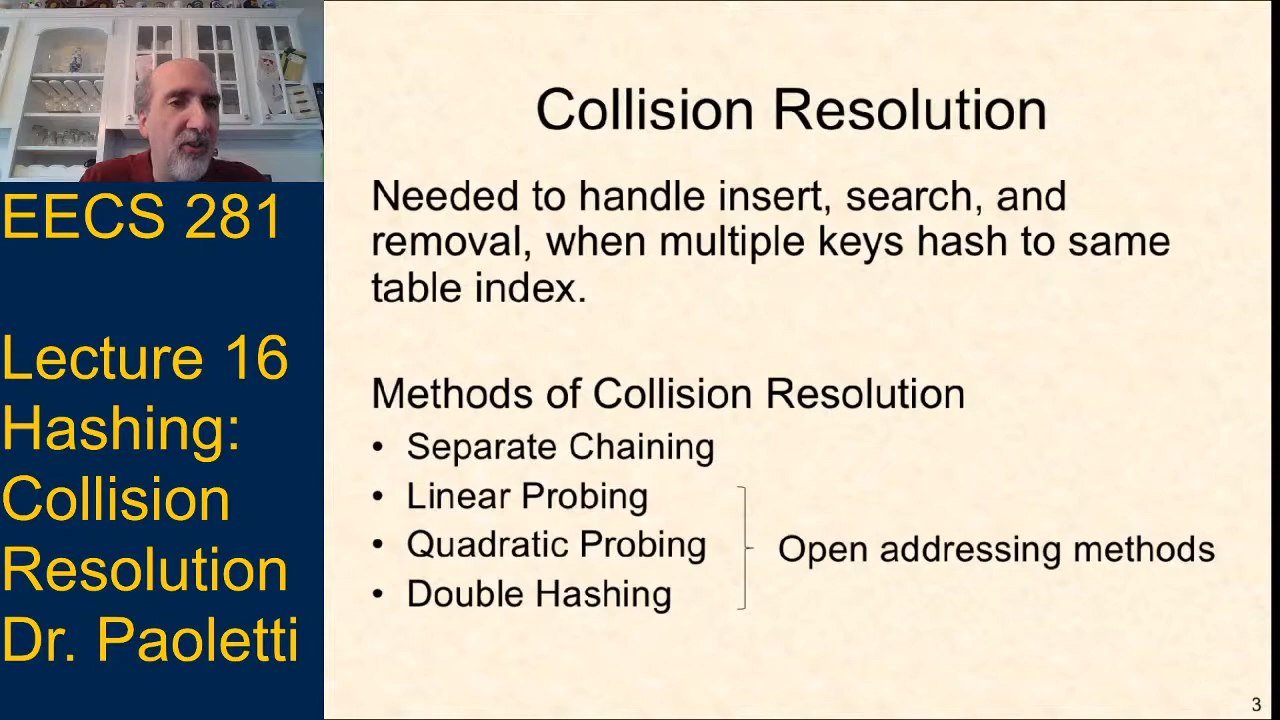 EECS 281
Lecture 16
Hashing:
Collision
Resolution
Dr. Paoletti
Collision Resolution
Needed to handle insert, search, and
removal, when multiple keys hash to same
table index.
Methods of Collision Resolution
• Separate Chaining
• Linear Probing
• Quadratic Probing
• Double Hashing
Open addressing methods
3